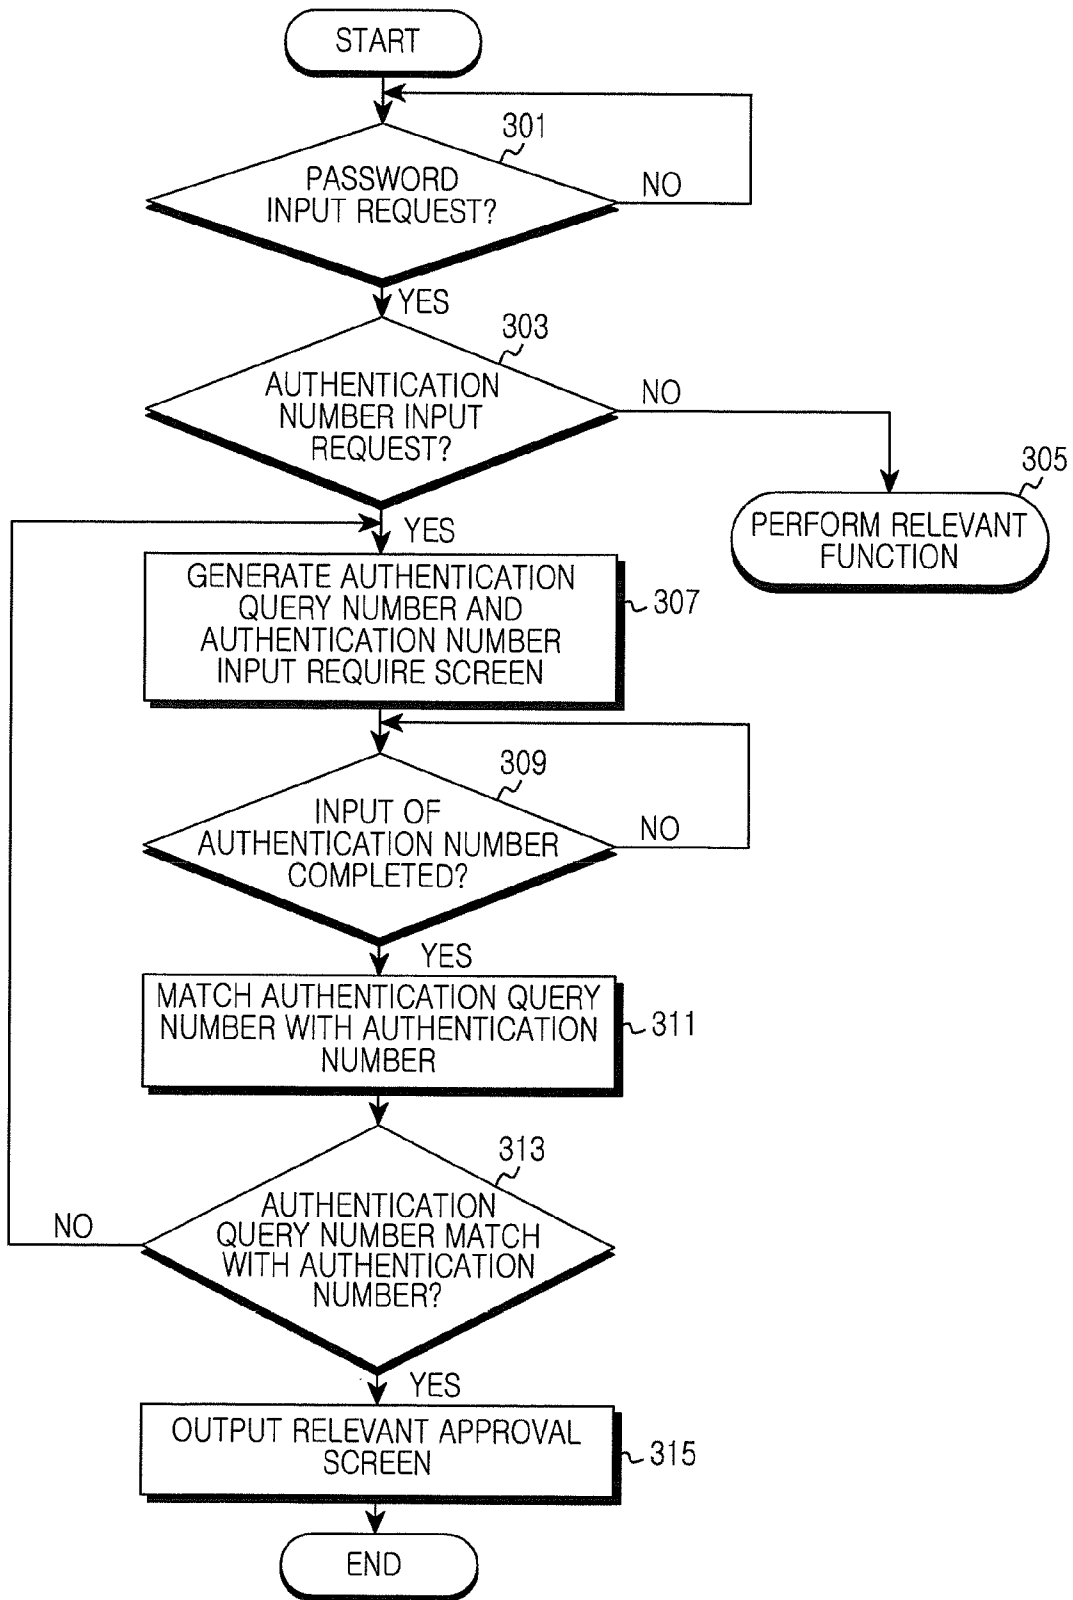 START
301
PASSWORD
INPUT REQUEST?
NO
YES
303
AUTHENTICATION
NUMBER INPUT
REQUEST?
NO
305
PERFORM RELEVANT
FUNCTION
YES
GENERATE AUTHENTICATION
QUERY NUMBER AND
AUTHENTICATION NUMBER
INPUT REQUIRE SCREEN
307
309
INPUT OF
AUTHENTICATION NUMBER
COMPLETED?
NO
YES
MATCH AUTHENTICATION QUERY
NUMBER WITH AUTHENTICATION
NUMBER
311
313
AUTHENTICATION
QUERY NUMBER MATCH
WITH AUTHENTICATION
NUMBER?
NO
YES
OUTPUT RELEVANT APPROVAL
SCREEN
315
END